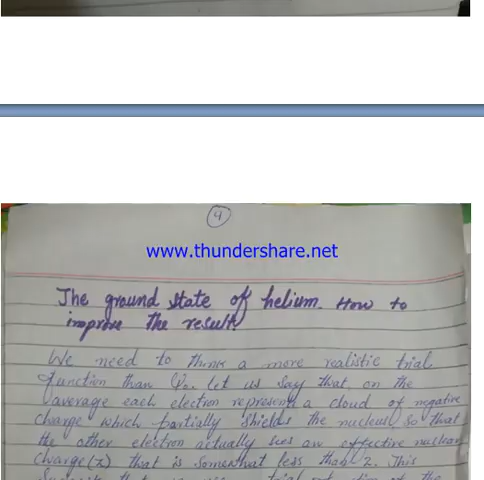 4
www.thundershare.net
The ground state of helium. How to
improve the result
We need to think a more realistic trial
function than Ψ₀. let us say that on the
average each electron represents a cloud of negative
charge which partially shields the nucleus, so that
the other electron actually sees an effective nuclear
charge (z) that is somewhat less than 2. This